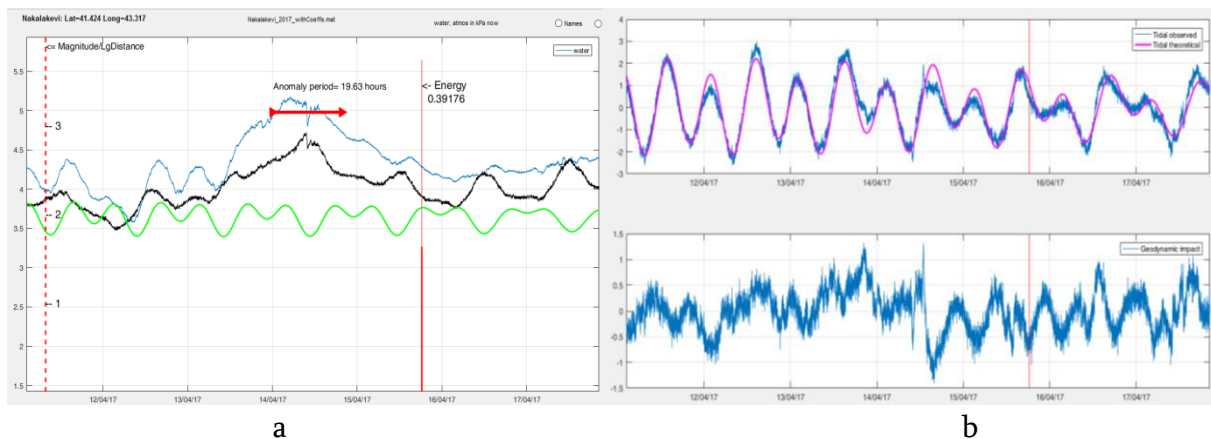 Nakalakevi: Lat=41.424 Long=43.317
Nakalakevi_2017_withCoeffs.mat
water, atmos in kPa now
Names
<= Magnitude/LgDistance
water
5.5
5
4.5
4
3.5
3
2.5
2
1.5
-- 3
-- 2
-- 1
Anomaly period= 19.63 hours
<- Energy
0.39176
12/04/17 13/04/17 14/04/17 15/04/17 16/04/17 17/04/17
a
Tidal observed
Tidal theoretical
4
3
2
1
0
-1
-2
-3
12/04/17 13/04/17 14/04/17 15/04/17 16/04/17 17/04/17
Geodynamic impact
1.5
1
0.5
0
-0.5
-1
-1.5
12/04/17 13/04/17 14/04/17 15/04/17 16/04/17 17/04/17
b